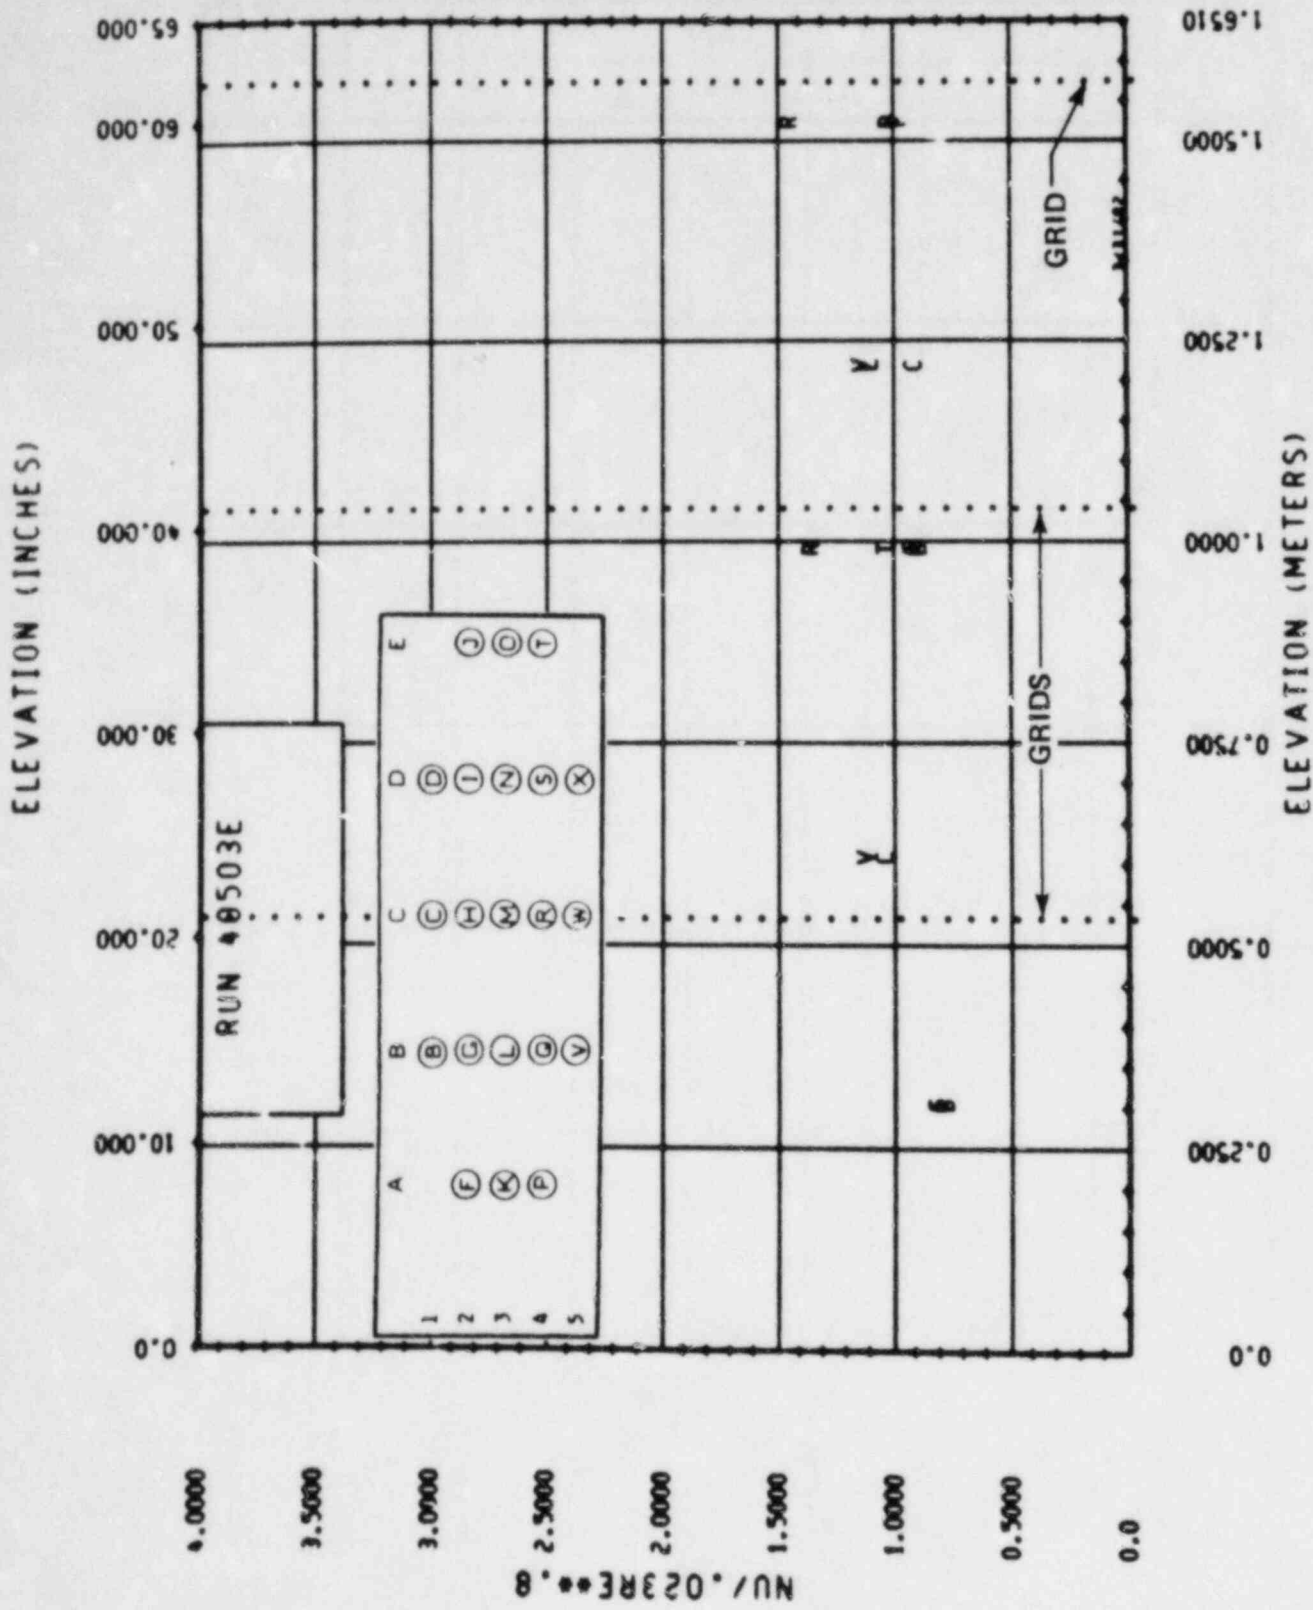 ELEVATION (INCHES)
0.0
10.000
20.000
30.000
40.000
50.000
60.000
65.000
RUN 40503E
A B C D E
1 B C D
2 F G H I J
3 K L M N O
4 P Q R S T
5 V W X
4.0000
3.5000
3.0000
2.5000
2.0000
1.5000
1.0000
0.5000
0.0
NU/.023RE**.8
R
R
T
V
L
V
L
C
GRIDS
GRID
0.0
0.2500
0.5000
0.7500
1.0000
1.2500
1.5000
1.6510
ELEVATION (METERS)